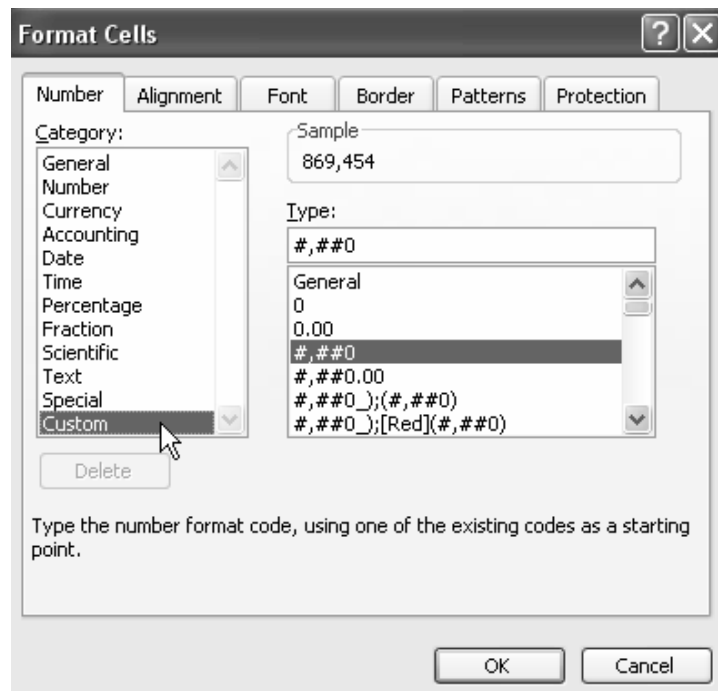 Format Cells
Number Alignment Font Border Patterns Protection
Category:
General
Number
Currency
Accounting
Date
Time
Percentage
Fraction
Scientific
Text
Special
Custom
Delete
Sample
869,454
Type:
#,##0
General
0
0.00
#,##0
#,##0.00
#,##0_);(#,##0)
#,##0_);[Red](#,##0)
Type the number format code, using one of the existing codes as a starting
point.
OK Cancel